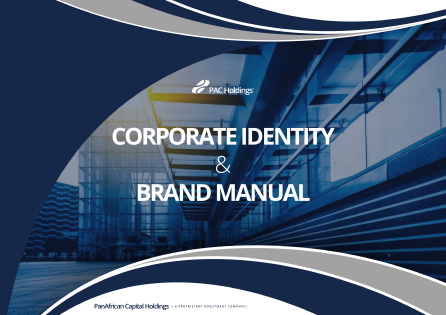 PAC Holdings
CORPORATE IDENTITY
&
BRAND MANUAL
PanAfrican Capital Holdings ( A PROPRIETARY INVESTMENT COMPANY )